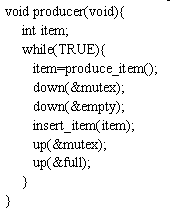 void producer(void){
int item;
while(TRUE){
item=produce_item();
down(&mutex);
down(&empty);
insert_item(item);
up(&mutex);
up(&full);
}
}